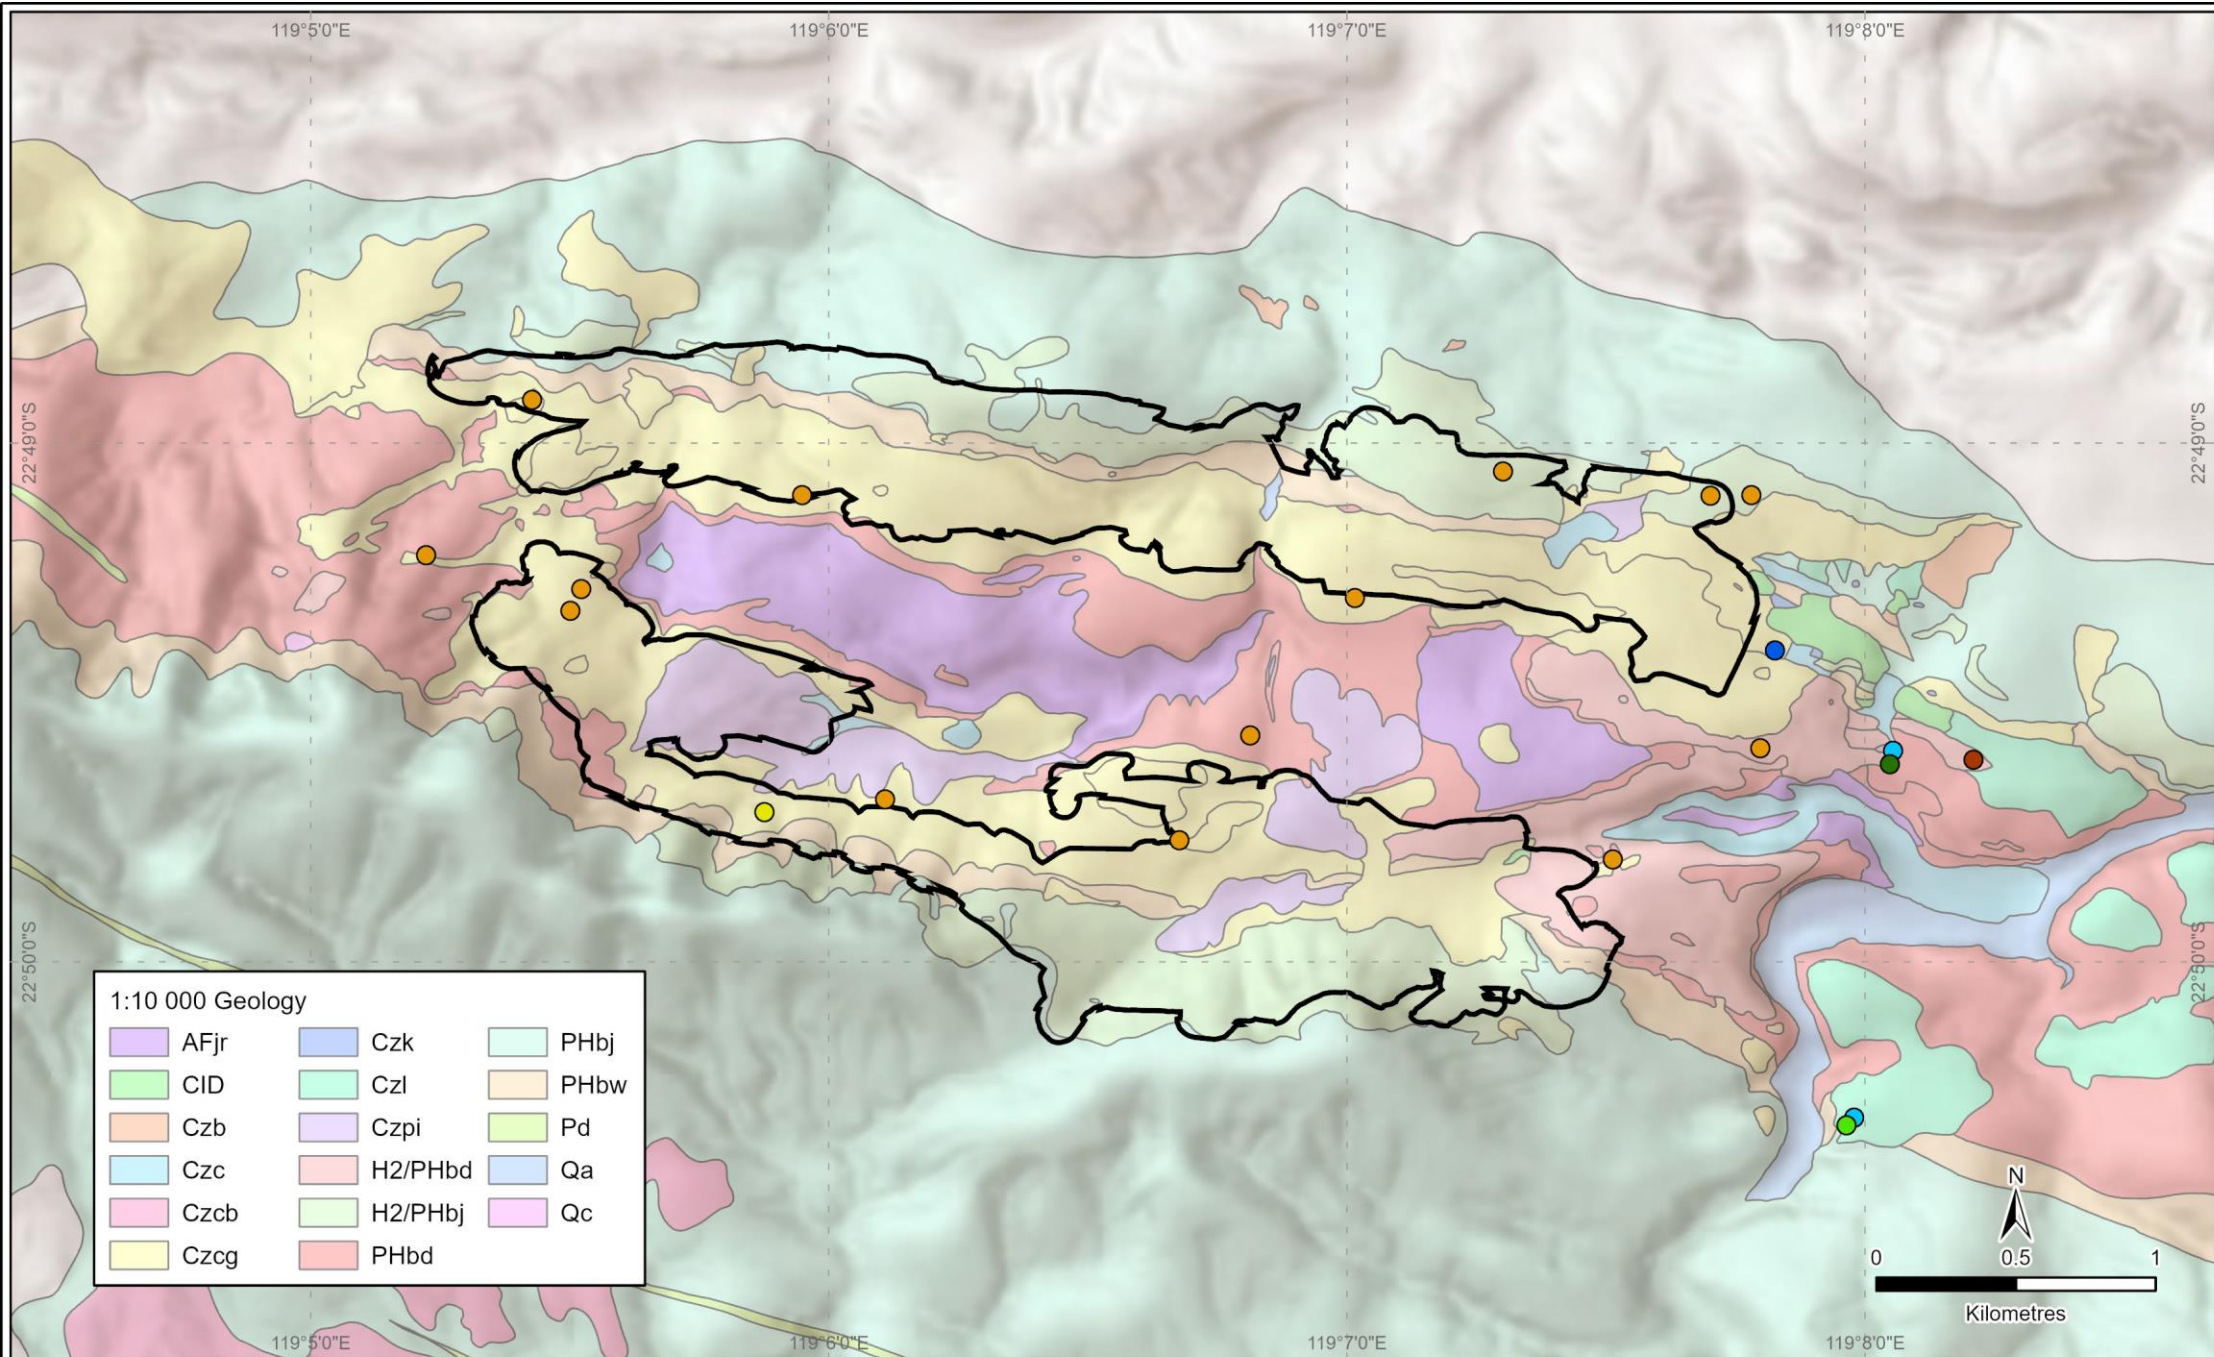 119°5'0"E 119°6'0"E 119°7'0"E 119°8'0"E
22°49'0"S 22°49'0"S
22°50'0"S 22°50'0"S
1:10 000 Geology
AFjr Czk PHbj
CID Czl PHbw
Czb Czpi Pd
Czc H2/PHbd Qa
Czcb H2/PHbj Qc
Czcg PHbd
N
0 0.5 1
Kilometres
119°5'0"E 119°6'0"E 119°7'0"E 119°8'0"E